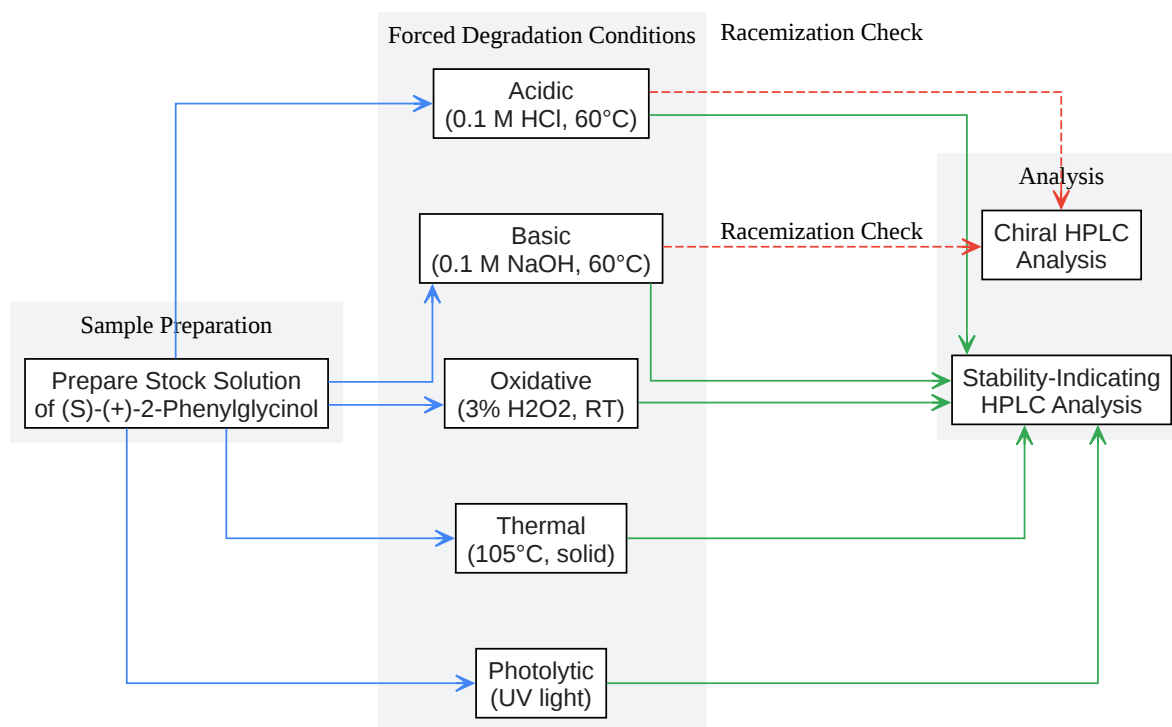 Forced Degradation Conditions
Racemization Check
Acidic
(0.1 M HCl, 60°C)
Analysis
Basic
(0.1 M NaOH, 60°C)
Racemization Check
Chiral HPLC
Analysis
Sample Preparation
Prepare Stock Solution
of (S)-(+)-2-Phenylglycinol
Oxidative
(3% H2O2, RT)
Stability-Indicating
HPLC Analysis
Thermal
(105°C, solid)
Photolytic
(UV light)